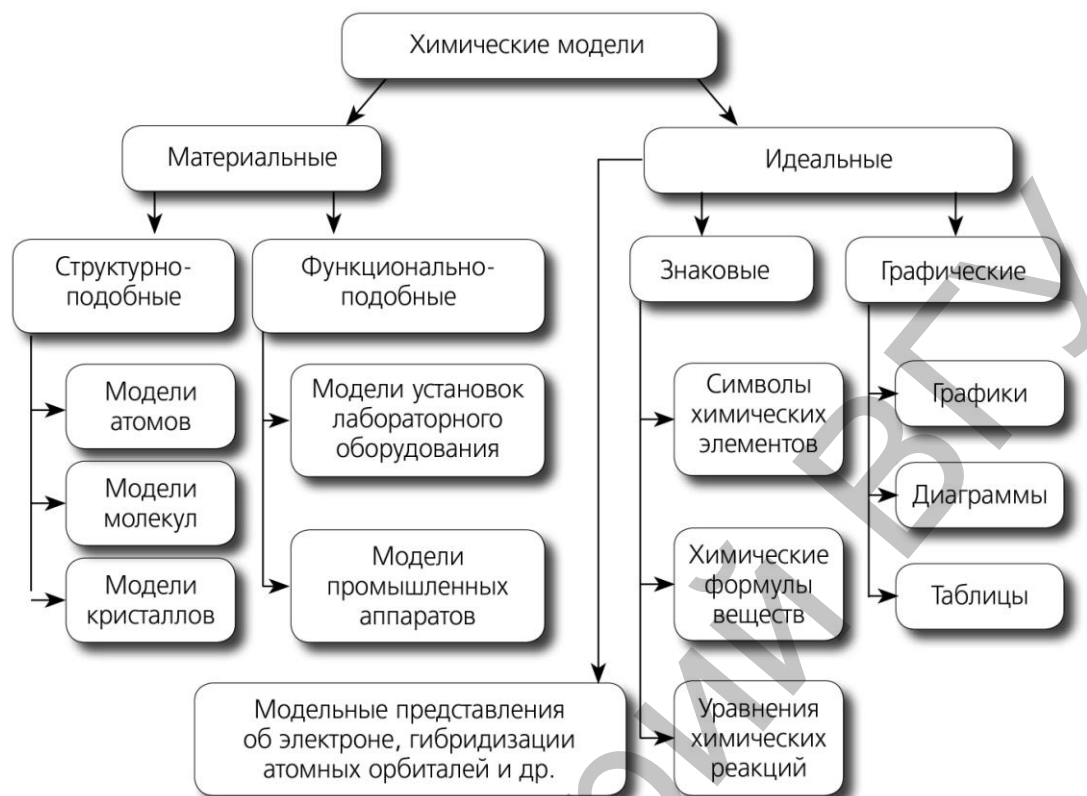 Химические модели
Материальные
Идеальные
Структурно-
подобные
Функционально-
подобные
Знаковые
Графические
Модели
атомов
Модели
молекул
Модели
кристаллов
Модели установок
лабораторного
оборудования
Модели
промышленных
аппаратов
Символы
химических
элементов
Химические
формулы
веществ
Уравнения
химических
реакций
Графики
Диаграммы
Таблицы
Модельные представления
об электроне, гибридизации
атомных орбиталей и др.
ВГУ